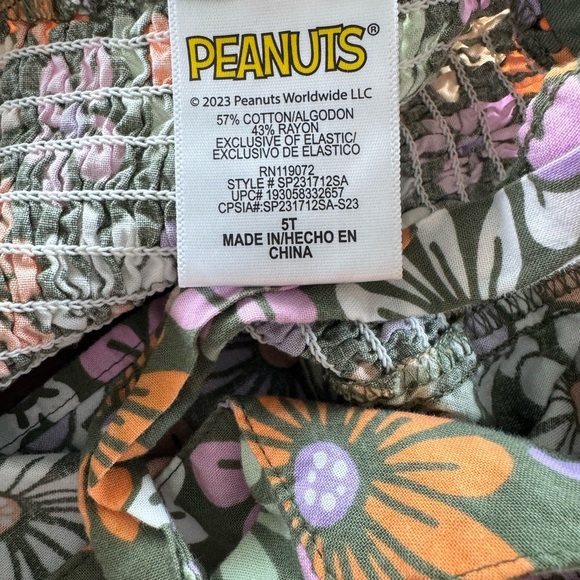 PEANUTS®
© 2023 Peanuts Worldwide LLC
57% COTTON/ALGODON
43% RAYON
EXCLUSIVE OF ELASTIC/
EXCLUSIVO DE ELASTICO
RN119072
STYLE # SP231712SA
UPC# 193058332657
CPSIA#:SP231712SA-S23
5T
MADE IN/HECHO EN
CHINA